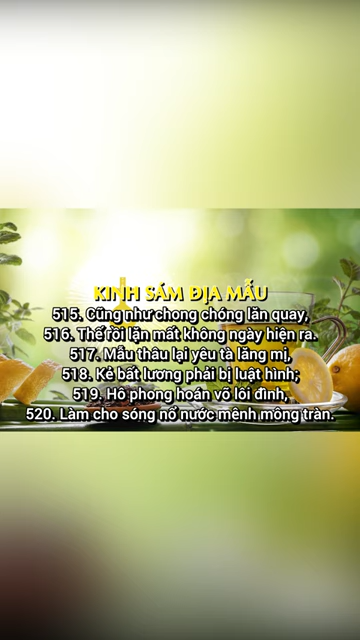 KINH SÁM ĐỊA MẪU
515. Cũng như chong chóng lăn quay,
516. Thế rồi lặn mất không ngày hiện ra.
517. Mẫu thâu lại yêu tà lăng mị,
518. Kẻ bất lương phải bị luật hình;
519. Hô phong hoán võ lôi đình,
520. Làm cho sóng nổ nước mênh mông tràn.